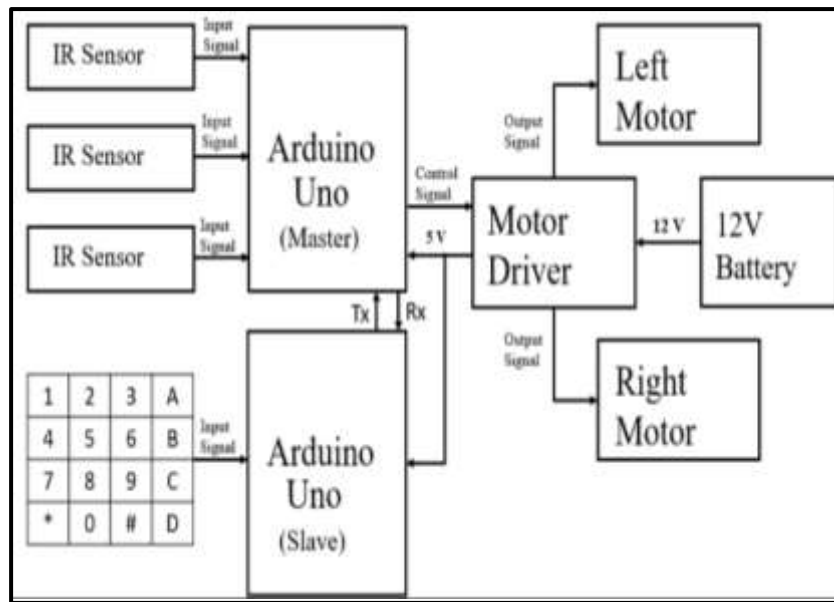 Input
Signal
IR Sensor
Input
Signal
IR Sensor
Input
Signal
IR Sensor
Arduino
Uno
(Master)
Control
Signal
5 V
Tx
Rx
Output
Signal
Left
Motor
Motor
Driver
12 V
12V
Battery
Output
Signal
Right
Motor
1 2 3 A
4 5 6 B
7 8 9 C
* 0 # D
Input
Signal
Arduino
Uno
(Slave)